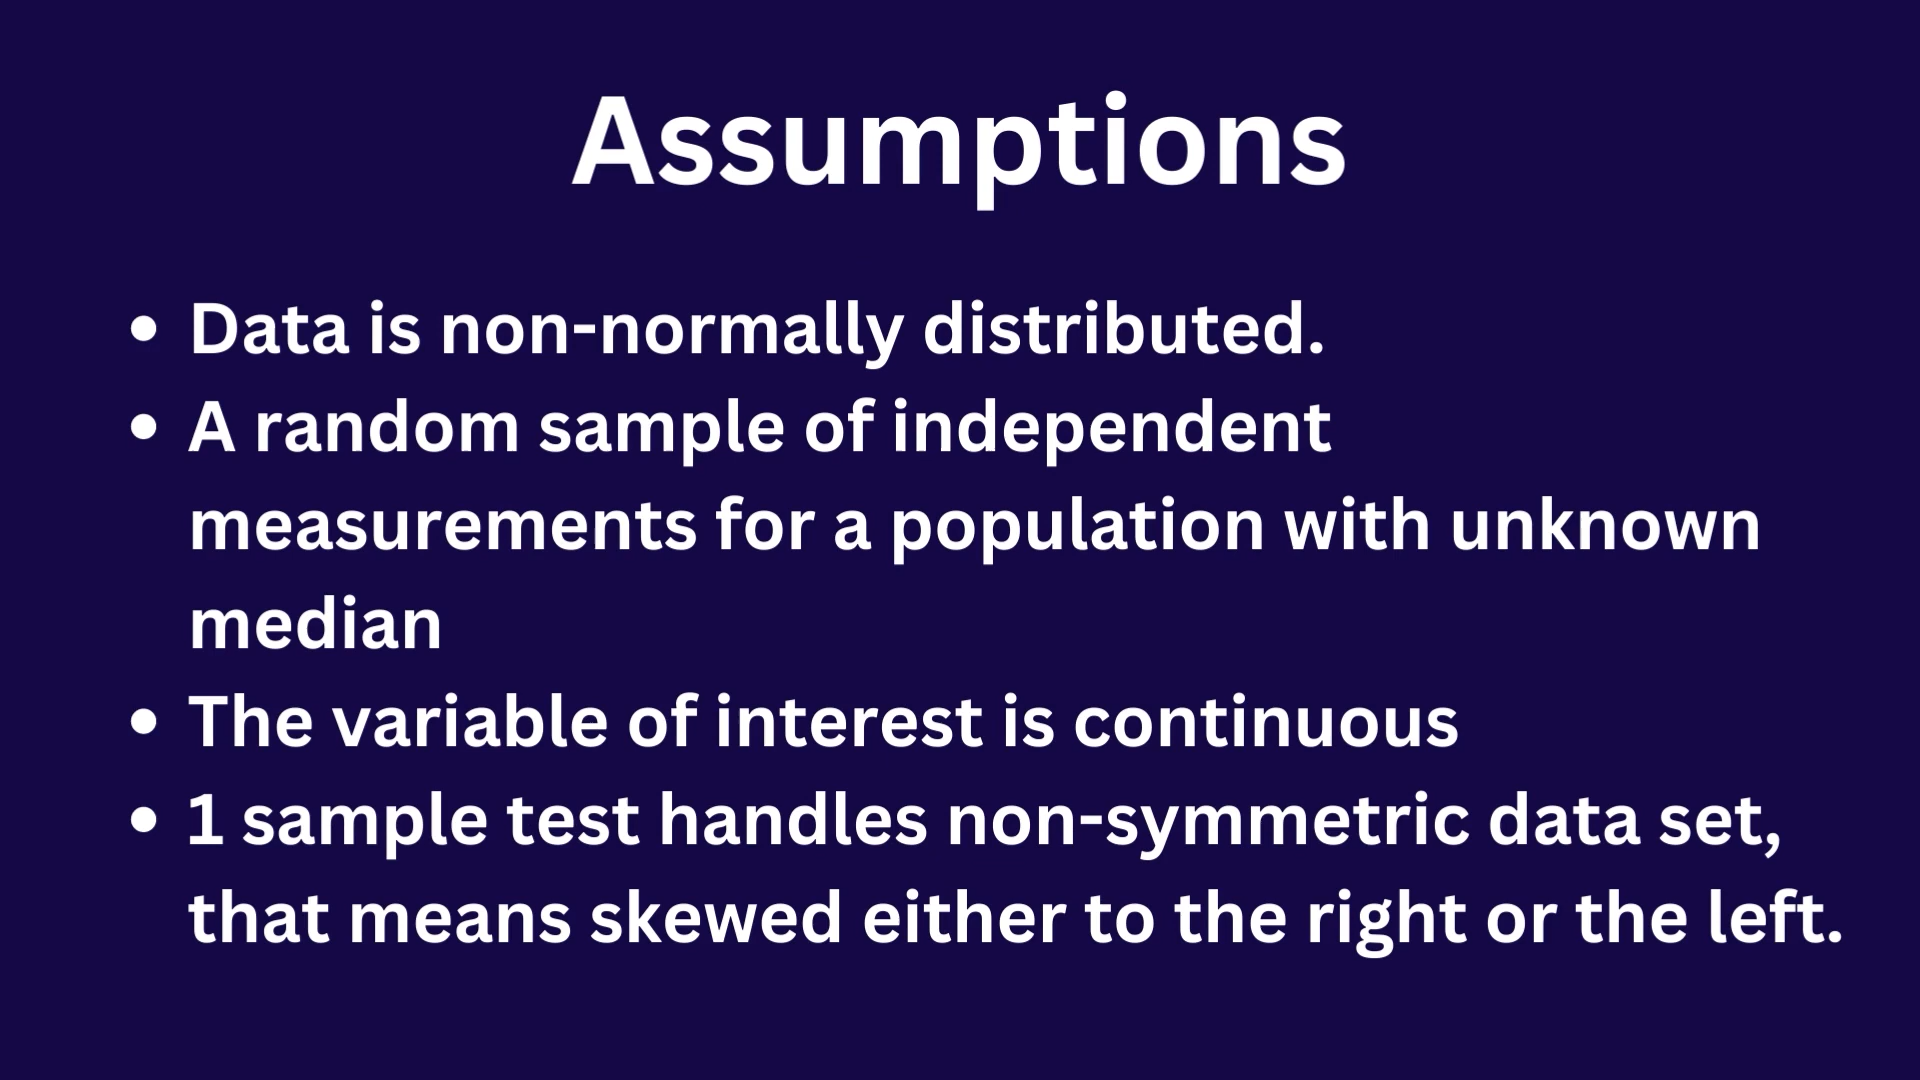 Assumptions
• Data is non-normally distributed.
• A random sample of independent
measurements for a population with unknown
median
• The variable of interest is continuous
• 1 sample test handles non-symmetric data set,
that means skewed either to the right or the left.